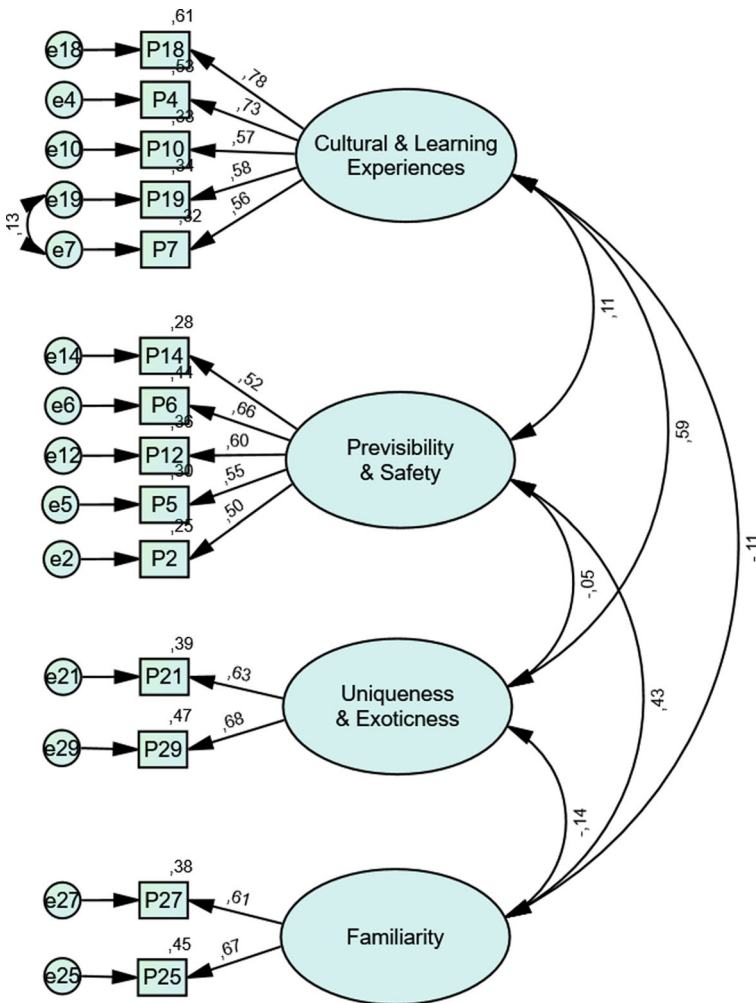 ,61
e18 P18
,78
,53
e4 P4
,73
,33
e10 P10
,57
Cultural & Learning
Experiences
,34
e19 P19
,58
,13
,32
e7 P7
,56
,11
,28
e14 P14
,52
,44
e6 P6
,66
,36
e12 P12
,60
Previsibility
& Safety
,30
e5 P5
,55
,25
e2 P2
,50
,59
-,11
-,05
,39
e21 P21
,63
Uniqueness
& Exoticness
,47
e29 P29
,68
,43
-,14
,38
e27 P27
,61
Familiarity
,45
e25 P25
,67